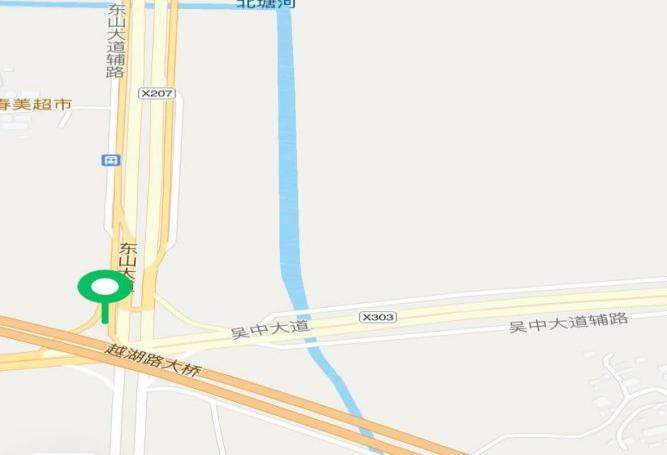 北塘河
东山大道辅路
X207
春美超市
东山大道
X303
吴中大道
吴中大道辅路
越湖路大桥